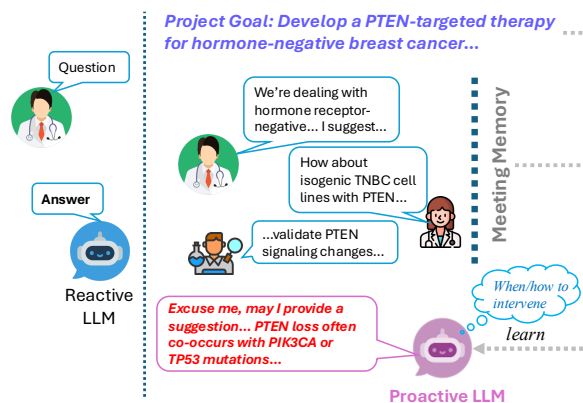 Project Goal: Develop a PTEN-targeted therapy
for hormone-negative breast cancer...
Question
Answer
Reactive
LLM
We're dealing with
hormone receptor-
negative... I suggest...
How about
isogenic TNBC cell
lines with PTEN...
...validate PTEN
signaling changes...
Excuse me, may I provide a
suggestion... PTEN loss often
co-occurs with PIK3CA or
TP53 mutations...
Proactive LLM
Meeting Memory
When/how to
intervene
learn